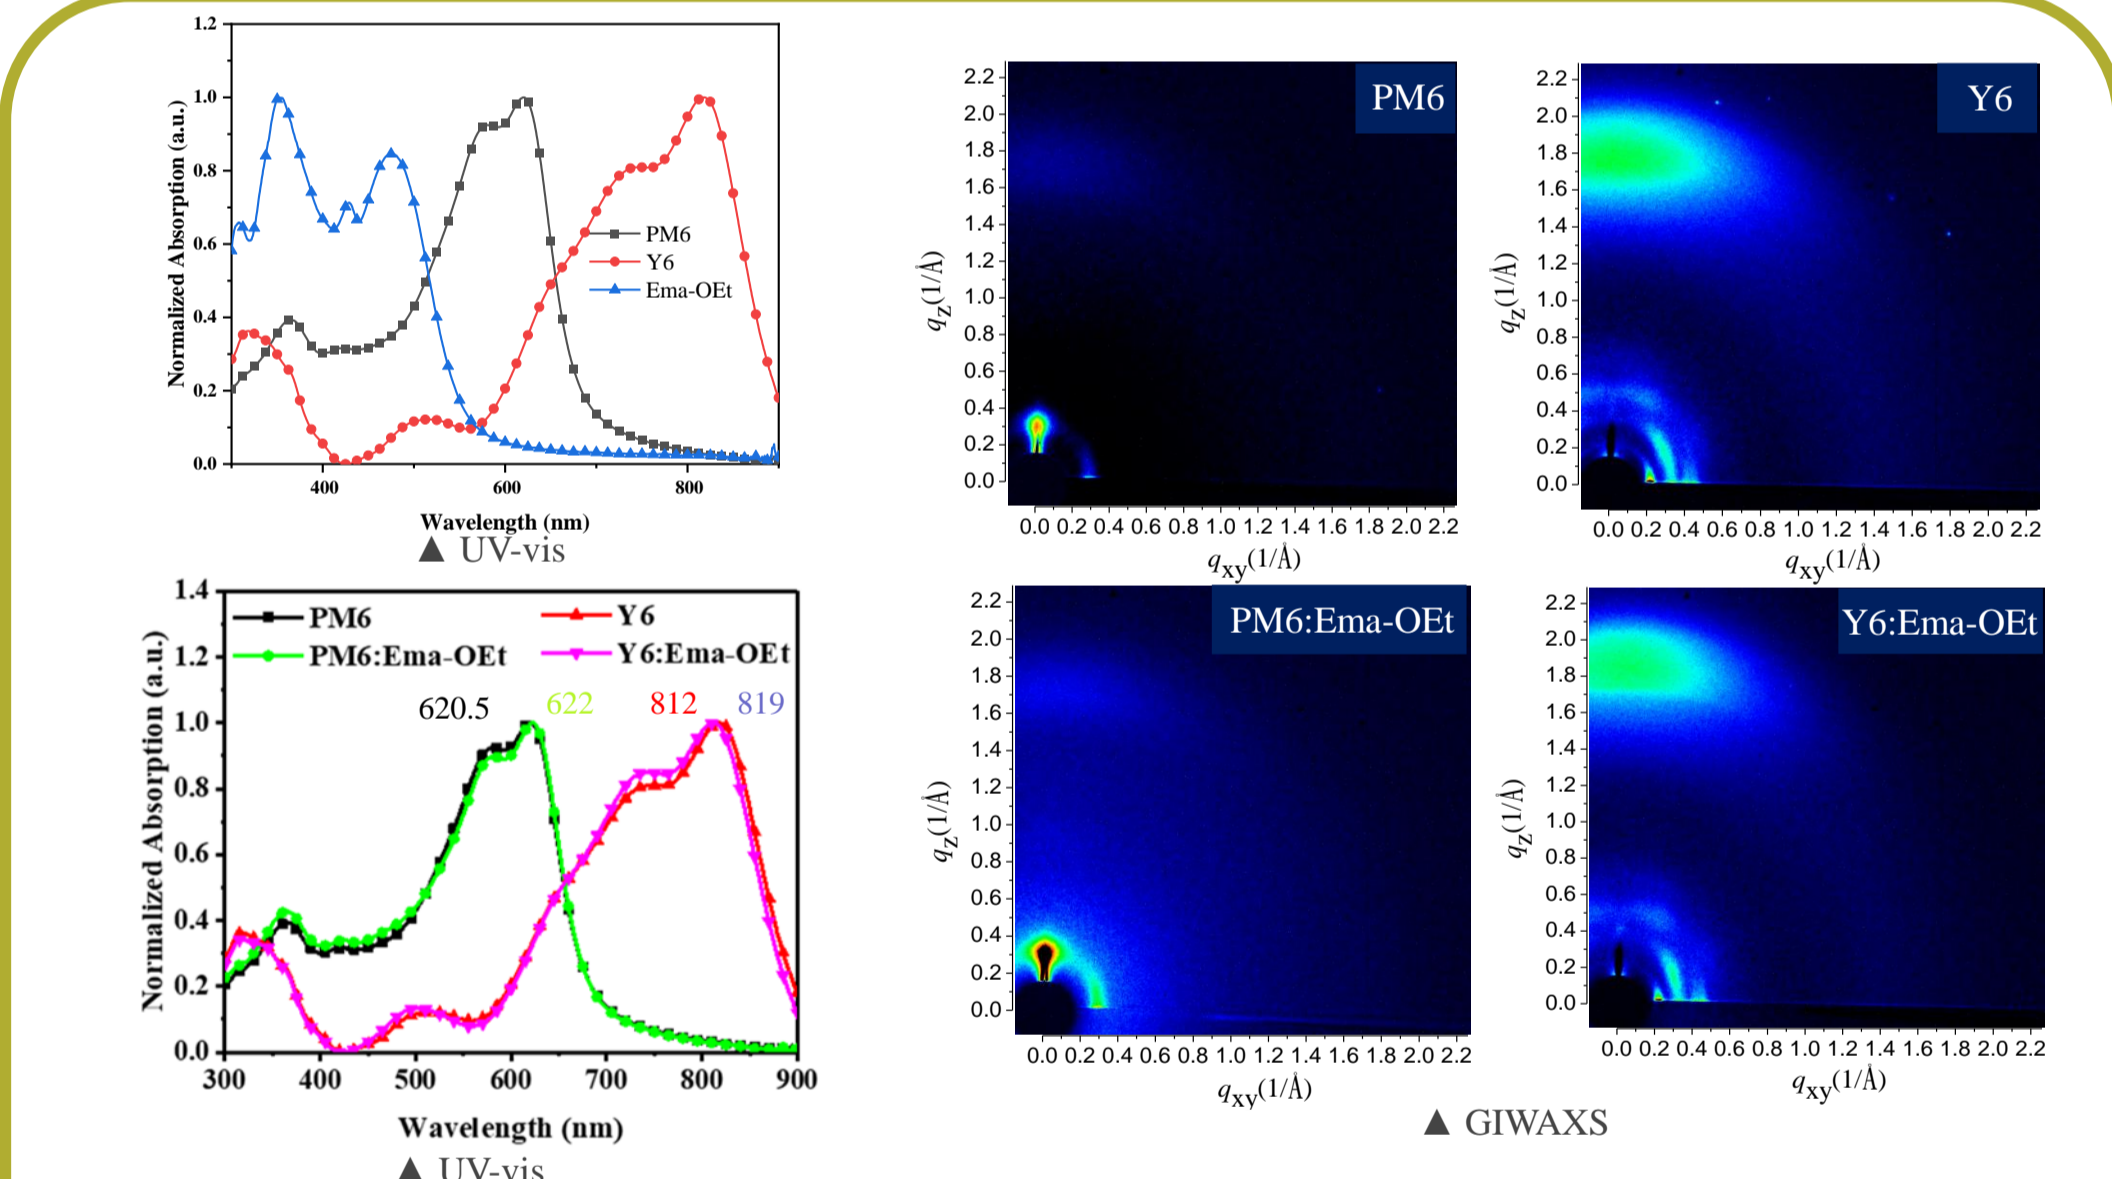 1.2
1.0
0.8
0.6
0.4
0.2
0.0
Normalized Absorption (a.u.)
PM6
Y6
Ema-OEt
400
600
800
Wavelength (nm)
▲ UV-vis
1.4
1.2
1.0
0.8
0.6
0.4
0.2
0.0
Normalized Absorption (a.u.)
PM6
Y6
PM6:Ema-OEt
Y6:Ema-OEt
620.5
622
812
819
300 400 500 600 700 800 900
Wavelength (nm)
▲ UV-vis
PM6
2.2
2.0
1.8
1.6
1.4
1.2
1.0
0.8
0.6
0.4
0.2
0.0
qz(1/Å)
0.0 0.2 0.4 0.6 0.8 1.0 1.2 1.4 1.6 1.8 2.0 2.2
qxy(1/Å)
Y6
2.2
2.0
1.8
1.6
1.4
1.2
1.0
0.8
0.6
0.4
0.2
0.0
qz(1/Å)
0.0 0.2 0.4 0.6 0.8 1.0 1.2 1.4 1.6 1.8 2.0 2.2
qxy(1/Å)
PM6:Ema-OEt
2.2
2.0
1.8
1.6
1.4
1.2
1.0
0.8
0.6
0.4
0.2
0.0
qz(1/Å)
0.0 0.2 0.4 0.6 0.8 1.0 1.2 1.4 1.6 1.8 2.0 2.2
qxy(1/Å)
Y6:Ema-OEt
2.2
2.0
1.8
1.6
1.4
1.2
1.0
0.8
0.6
0.4
0.2
0.0
qz(1/Å)
0.0 0.2 0.4 0.6 0.8 1.0 1.2 1.4 1.6 1.8 2.0 2.2
qxy(1/Å)
▲ GIWAXS